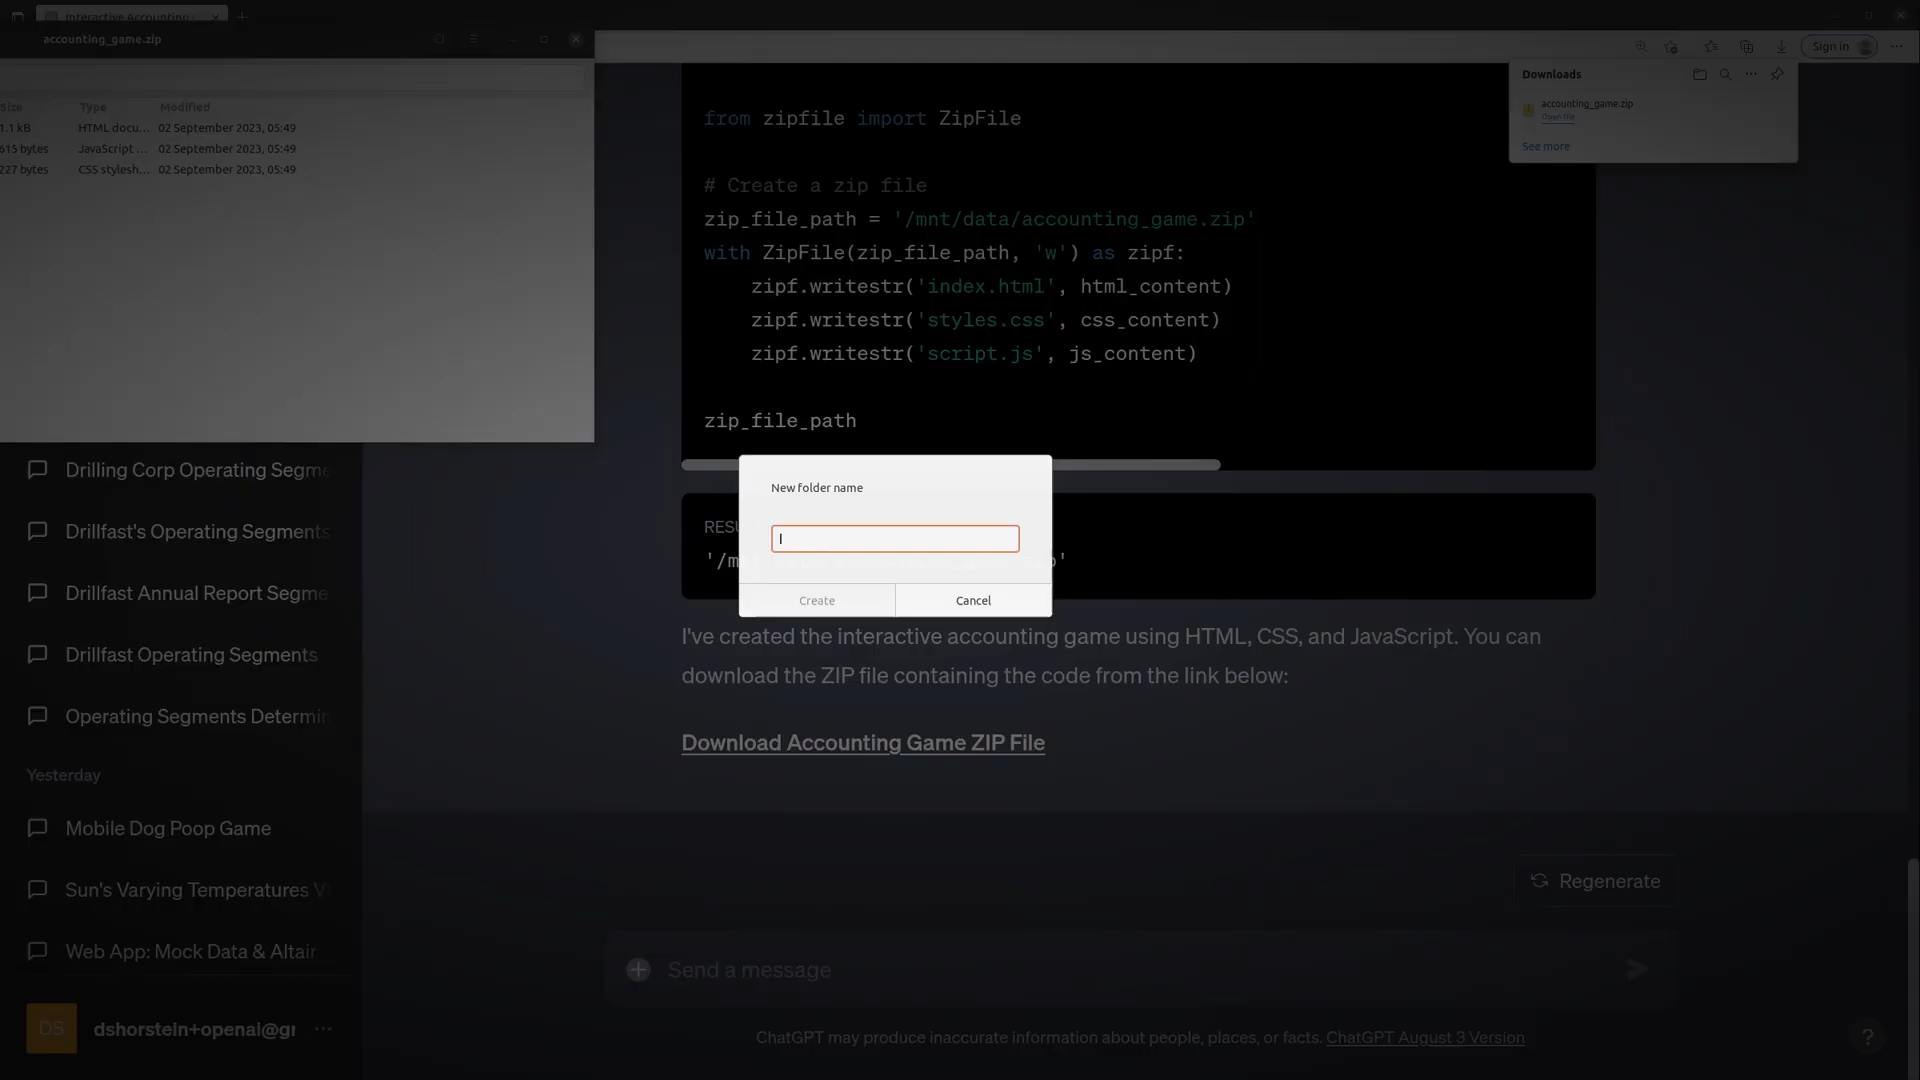 Interactive Accounting
accounting_game.zip
Size Type Modified
1.1 kB HTML docu... 02 September 2023, 05:49
615 bytes JavaScript ... 02 September 2023, 05:49
227 bytes CSS stylesh... 02 September 2023, 05:49
Sign in
Downloads
accounting_game.zip
Open file
See more
from zipfile import ZipFile
# Create a zip file
zip_file_path = '/mnt/data/accounting_game.zip'
with ZipFile(zip_file_path, 'w') as zipf:
zipf.writestr('index.html', html_content)
zipf.writestr('styles.css', css_content)
zipf.writestr('script.js', js_content)
zip_file_path
New folder name
Create
Cancel
I've created the interactive accounting game using HTML, CSS, and JavaScript. You can
download the ZIP file containing the code from the link below:
Download Accounting Game ZIP File
Drilling Corp Operating Segme
Drillfast's Operating Segments
Drillfast Annual Report Segme
Drillfast Operating Segments
Operating Segments Determin
Yesterday
Mobile Dog Poop Game
Sun's Varying Temperatures V
Web App: Mock Data & Altair
DS
dshorstein+openai@gr
Regenerate
Send a message
ChatGPT may produce inaccurate information about people, places, or facts. ChatGPT August 3 Version
?